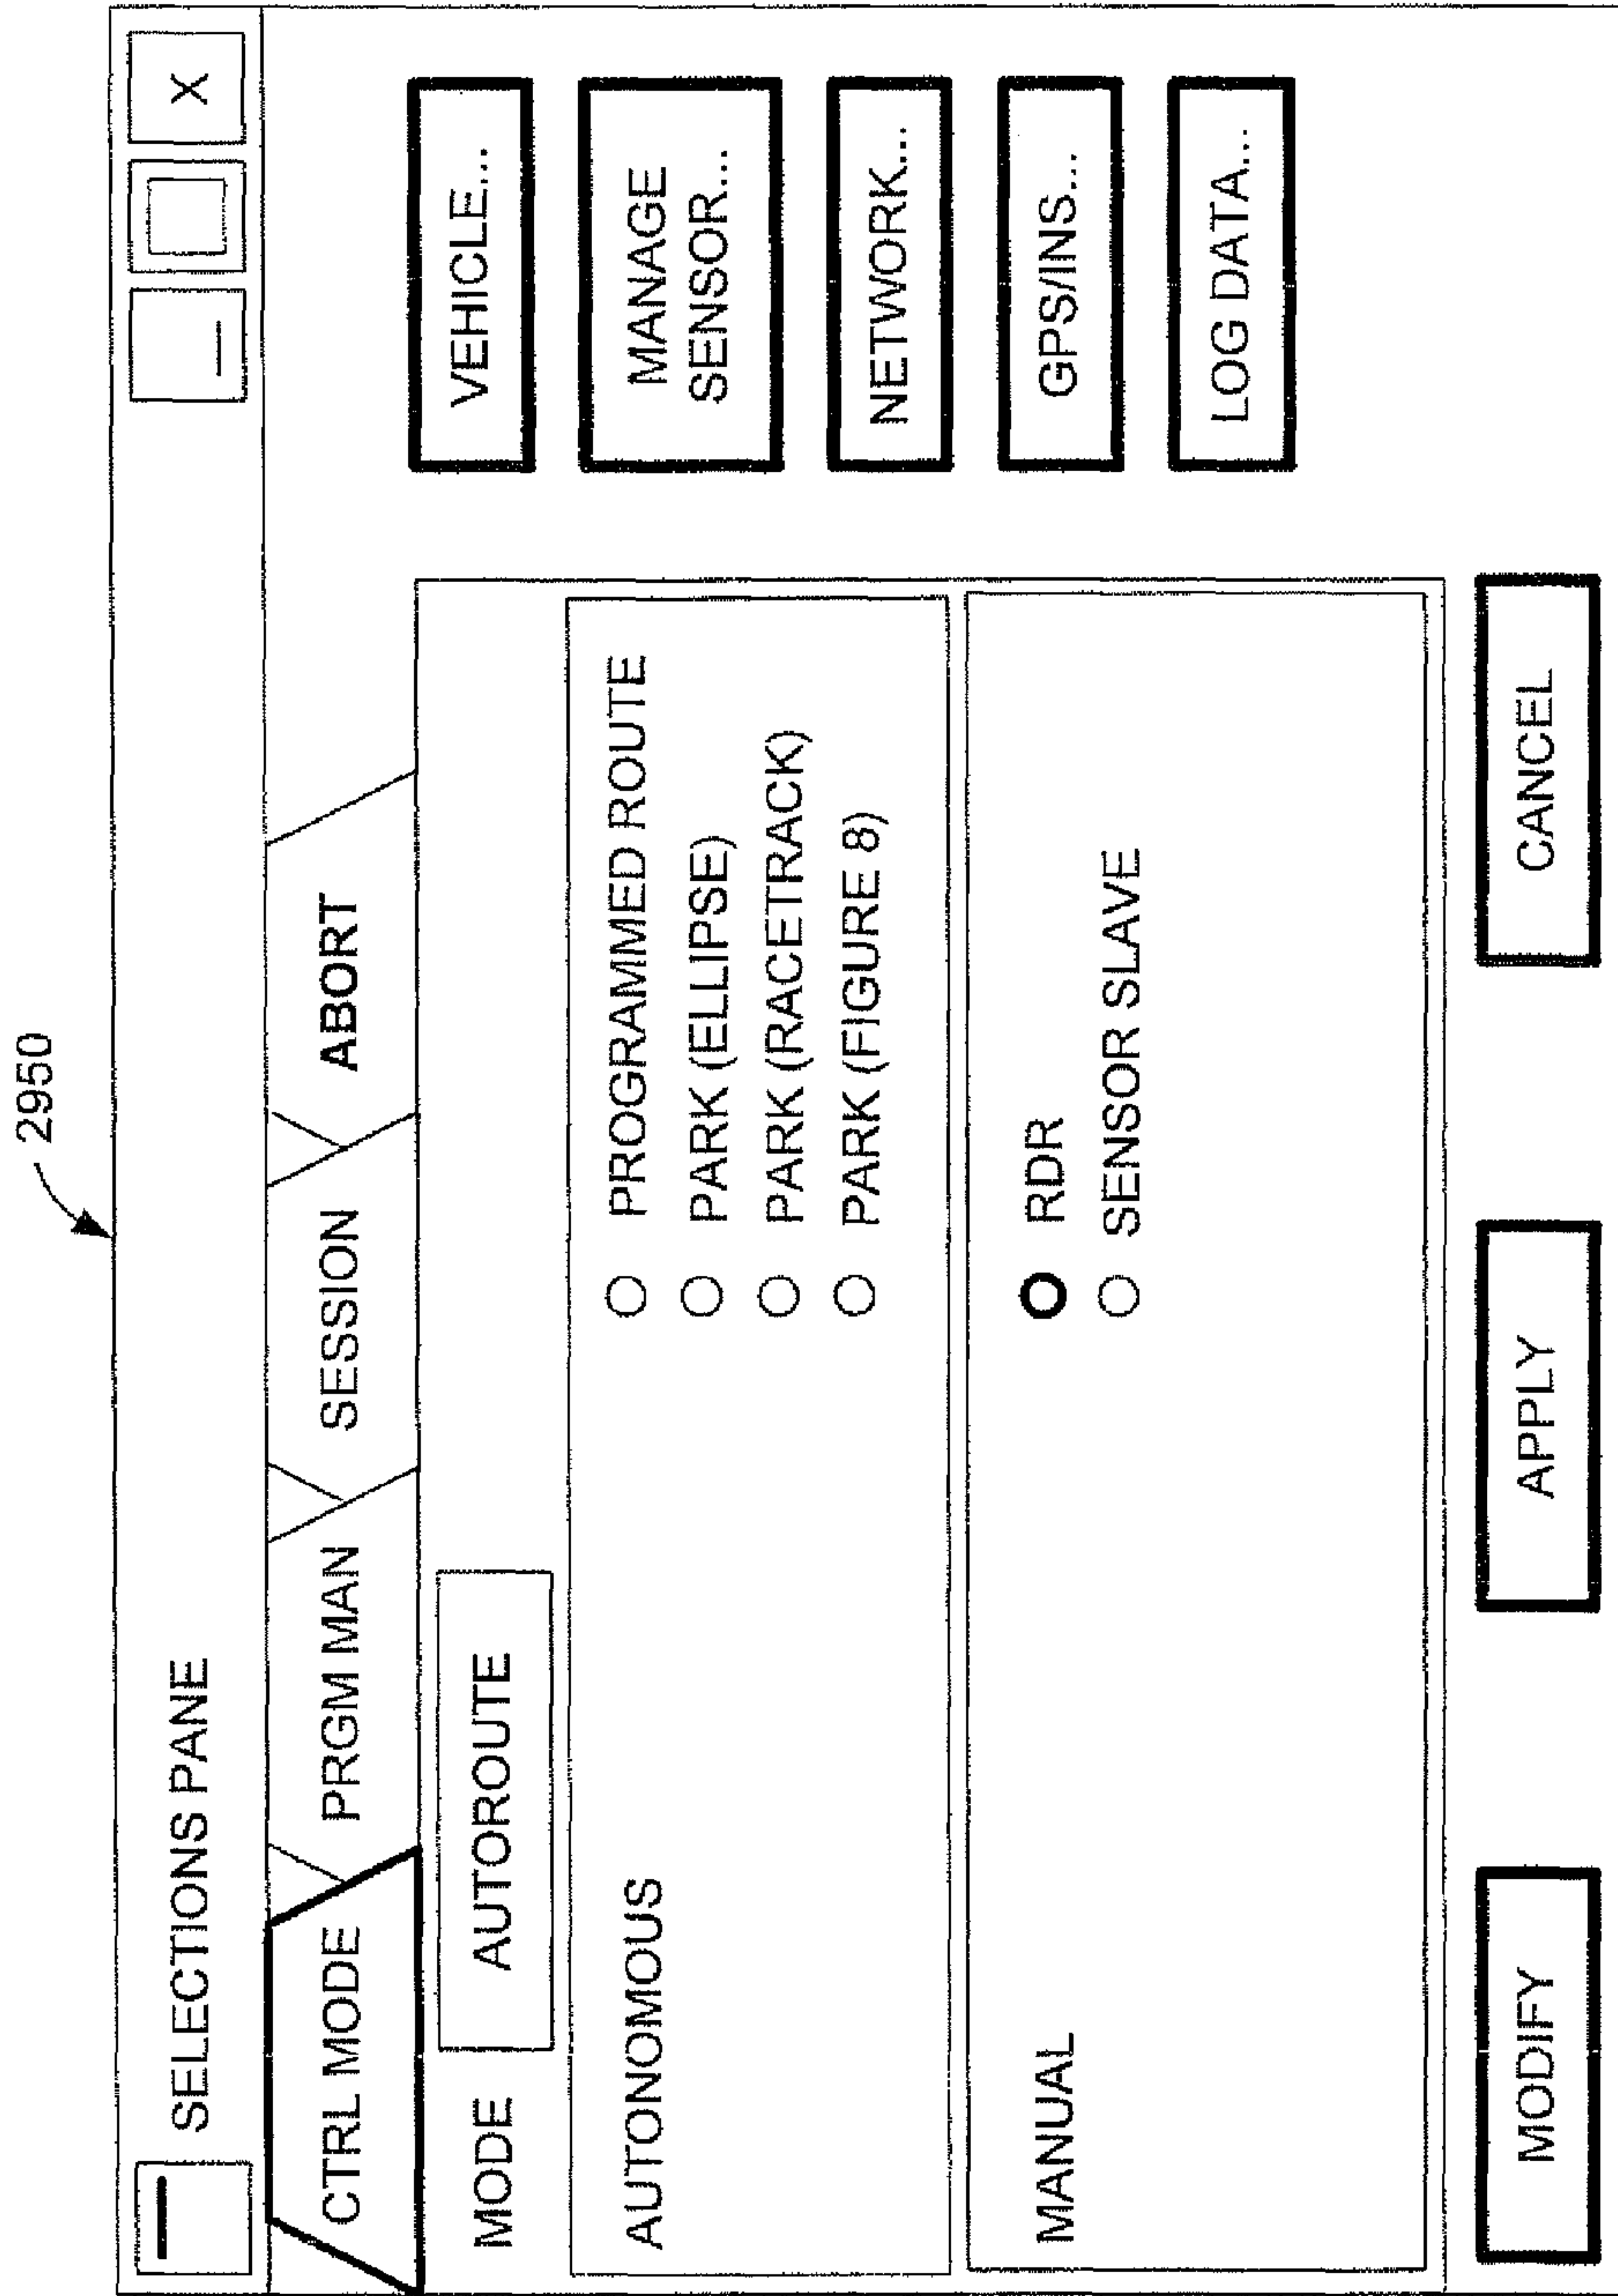 2950
SELECTIONS PANE
X
CTRL MODE
PRGM MAN
SESSION
ABORT
MODE
AUTOROUTE
AUTONOMOUS
PROGRAMMED ROUTE
PARK (ELLIPSE)
PARK (RACETRACK)
PARK (FIGURE 8)
MANUAL
RDR
SENSOR SLAVE
VEHICLE...
MANAGE
SENSOR...
NETWORK...
GPS/INS...
LOG DATA...
MODIFY
APPLY
CANCEL